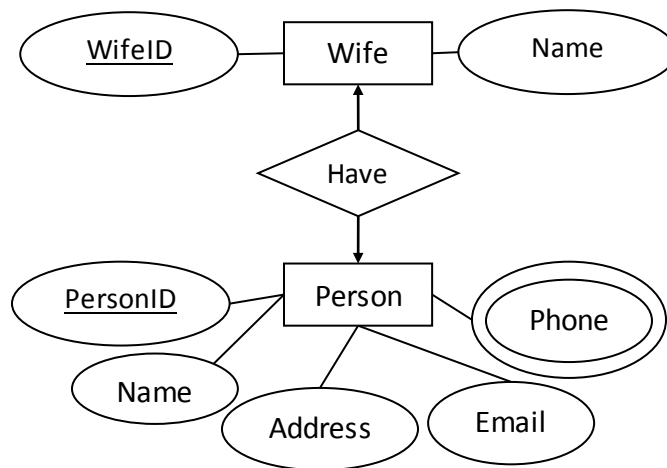 WifeID
Wife
Name
Have
PersonID
Person
Phone
Name
Address
Email